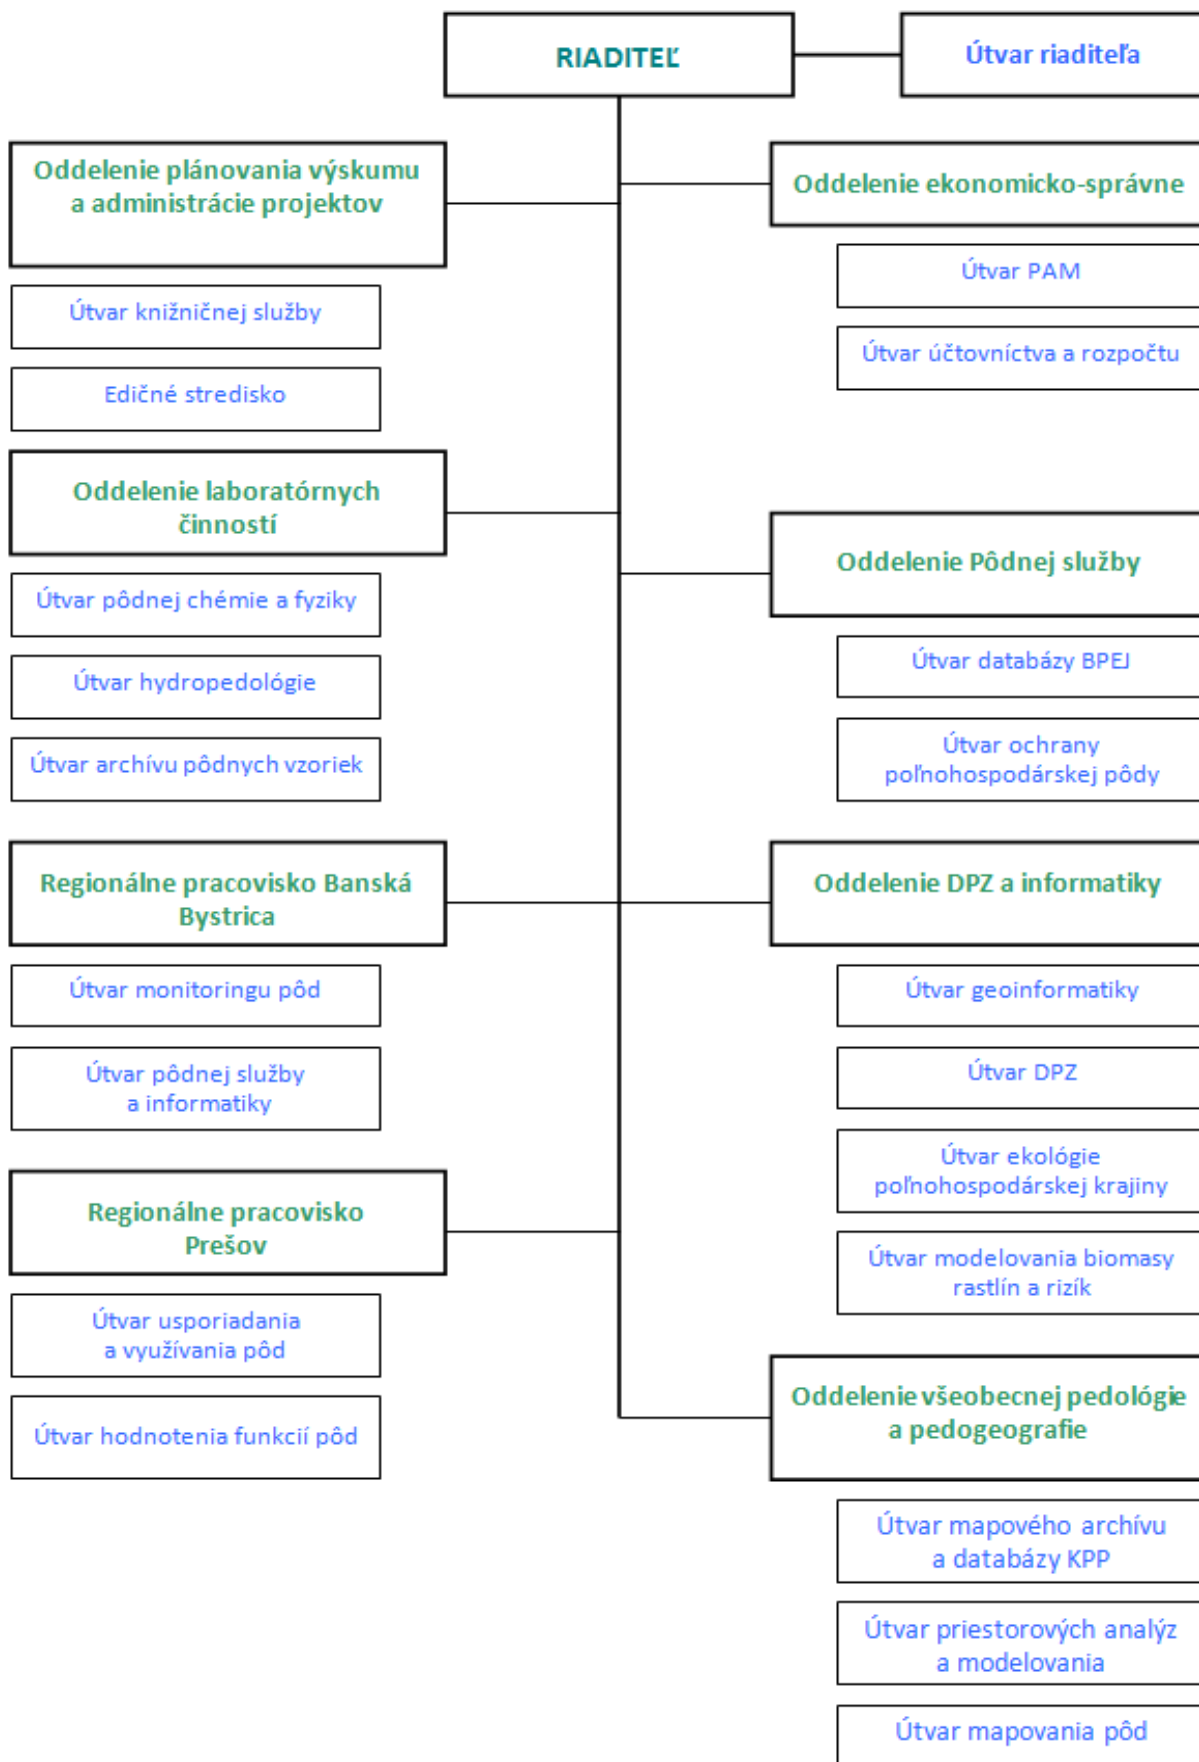 RIADITEĽ
Útvar riaditeľa
Oddelenie plánovania výskumu
a administrácie projektov
Útvar knižničnej služby
Edičné stredisko
Oddelenie laboratórnych
činností
Útvar pôdnej chémie a fyziky
Útvar hydropedológie
Útvar archívu pôdnych vzoriek
Regionálne pracovisko Banská
Bystrica
Útvar monitoringu pôd
Útvar pôdnej služby
a informatiky
Regionálne pracovisko
Prešov
Útvar usporiadania
a využívania pôd
Útvar hodnotenia funkcií pôd
Oddelenie ekonomicko-správne
Útvar PAM
Útvar účtovníctva a rozpočtu
Oddelenie Pôdnej služby
Útvar databázy BPEJ
Útvar ochrany
poľnohospodárskej pôdy
Oddelenie DPZ a informatiky
Útvar geoinformatiky
Útvar DPZ
Útvar ekológie
poľnohospodárskej krajiny
Útvar modelovania biomasy
rastlín a rizík
Oddelenie všeobecnej pedológie
a pedogeografie
Útvar mapového archívu
a databázy KPP
Útvar priestorových analýz
a modelovania
Útvar mapovania pôd